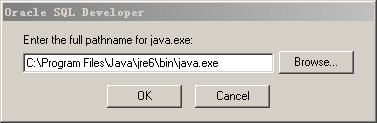 Oracle SQL Developer
Enter the full pathname for java.exe:
C:\Program Files\Java\jre6\bin\java.exe
Browse...
OK
Cancel